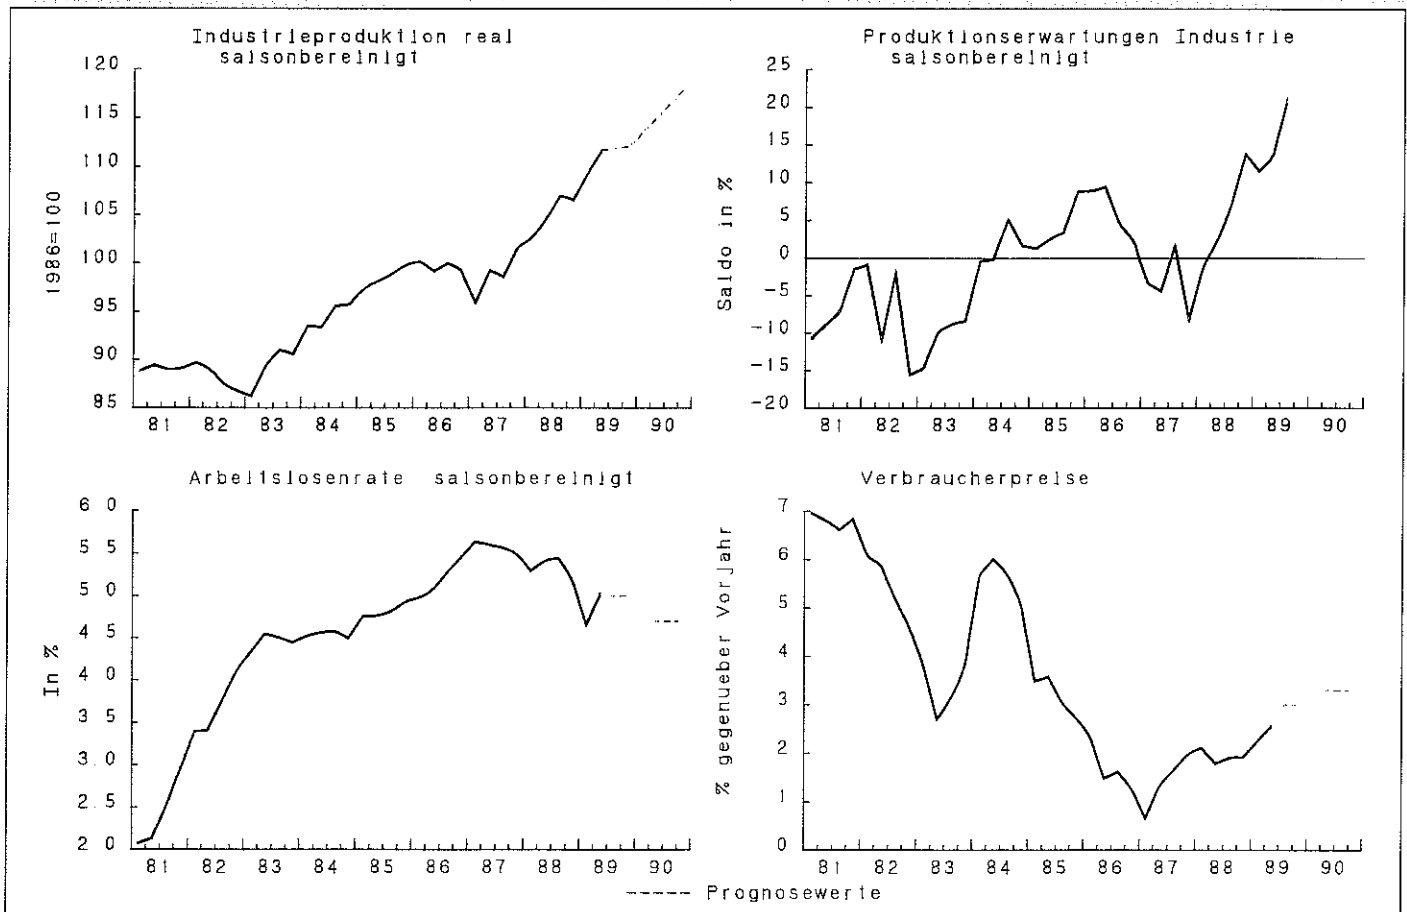 Industrieproduktion real
saisonbereinigt
120
115
110
105
100
95
90
85
1986=100
81 82 83 84 85 86 87 88 89 90
Produktionserwartungen Industrie
saisonbereinigt
25
20
15
10
5
0
-5
-10
-15
-20
Saldo in %
81 82 83 84 85 86 87 88 89 90
Arbeitslosenrate saisonbereinigt
6 0
5 5
5 0
4 5
4 0
3 5
3.0
2.5
2 0
In %
81 82 83 84 85 86 87 88 89 90
Verbraucherpreise
7
6
5
4
3
2
1
0
% gegenueber Vorjahr
81 82 83 84 85 86 87 88 89 90
----- Prognosewerte